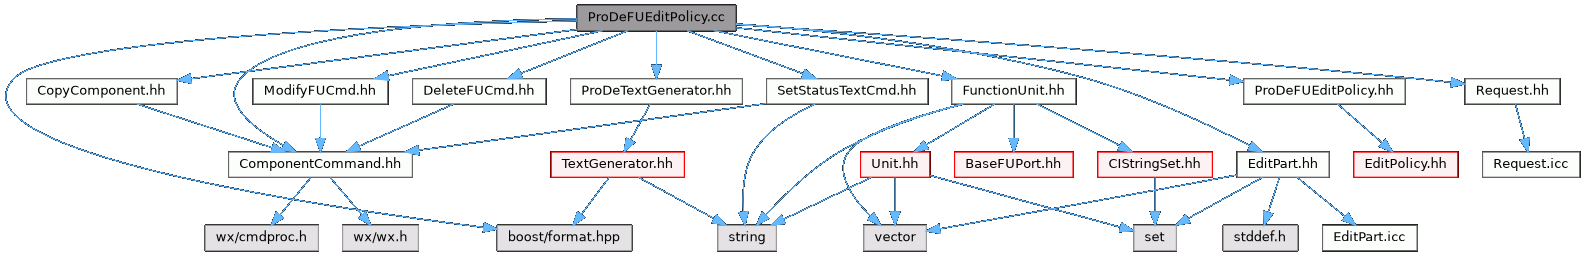 ProDeFUEditPolicy.cc
CopyComponent.hh
ModifyFUCmd.hh
DeleteFUCmd.hh
ProDeTextGenerator.hh
SetStatusTextCmd.hh
FunctionUnit.hh
ProDeFUEditPolicy.hh
Request.hh
ComponentCommand.hh
TextGenerator.hh
Unit.hh
BaseFUPort.hh
CIStringSet.hh
EditPart.hh
EditPolicy.hh
Request.icc
wx/cmdproc.h
wx/wx.h
boost/format.hpp
string
vector
set
stddef.h
EditPart.icc